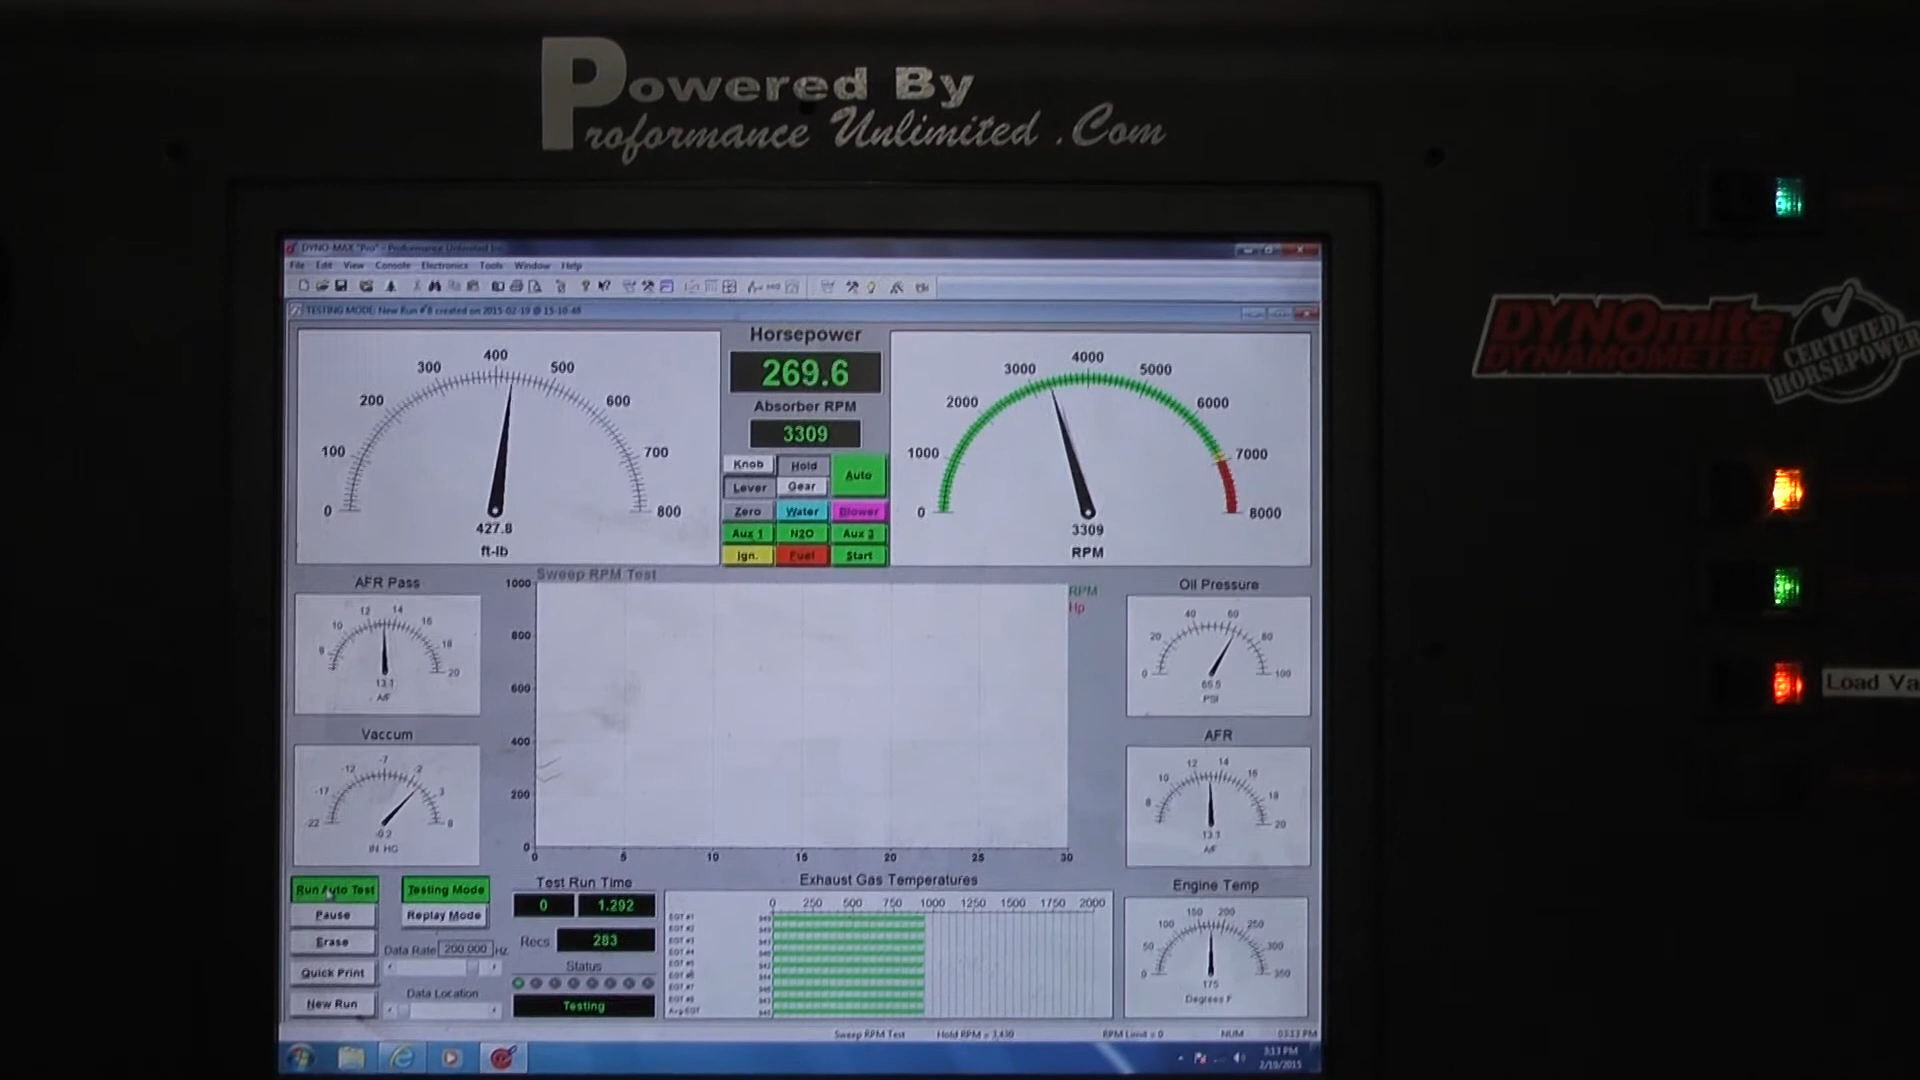 Powered By
Proformance Unlimited .Com
DYNO-MAX "Pro" - Proformance Unlimited Inc
File Edit View Console Electronics Tools Window Help
TESTING MODE: New Run # 8 created on 2015-02-19 @ 15-10-48
0 100 200 300 400 500 600 700 800
427.8
ft-lb
Horsepower
269.6
Absorber RPM
3309
Knob Hold Auto
Lever Gear
Zero Water Blower
Aux 1 N2O Aux 3
Ign. Fuel Start
0 1000 2000 3000 4000 5000 6000 7000 8000
3309
RPM
DYNOmite
DYNAMOMETER
CERTIFIED
HORSEPOWER
AFR Pass
10 12 14 16 18 20
13.1
A/F
Vaccum
-22 -17 -12 -7 -2 3 8
-0.2
IN HG
Sweep RPM Test
RPM
Hp
1000
800
600
400
200
0
0 5 10 15 20 25 30
Oil Pressure
0 20 40 60 80 100
65.5
PSI
AFR
8 10 12 14 16 18 20
A/F
Engine Temp
0 50 100 150 200 250 300 350
175
Degrees F
Load Va
Run Auto Test
Pause
Erase
Quick Print
New Run
Testing Mode
Replay Mode
Data Rate 200.000 HZ
Data Location
Test Run Time
0 1.292
Recs 283
Status
Testing
Exhaust Gas Temperatures
0 250 500 750 1000 1250 1500 1750 2000
EGT #1
EGT #2
EGT #3
EGT #4
EGT #5
EGT #6
EGT #7
EGT #8
Avg EGT
Sweep RPM Test Hold RPM = 3,430 RPM Limit = 0 NUM 03:13 PM
3:13 PM
2/19/2015